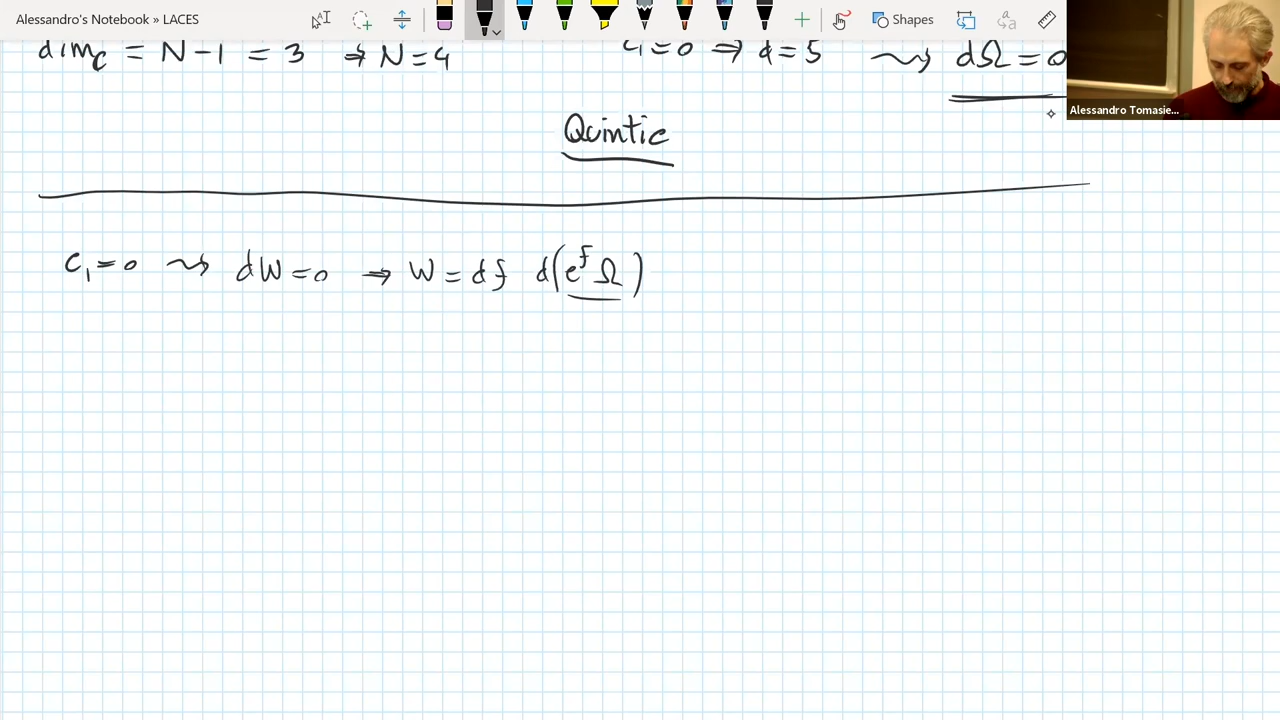 Alessandro's Notebook » LACES
Shapes
Alessandro Tomasie...
dim_C = N-1 = 3 ⇒ N=4
c₁=0 ⇒ d=5 ⇝ dΩ=0
Quintic
c₁=0 ⇝ dW=0 ⇒ W=df d(e^f Ω)